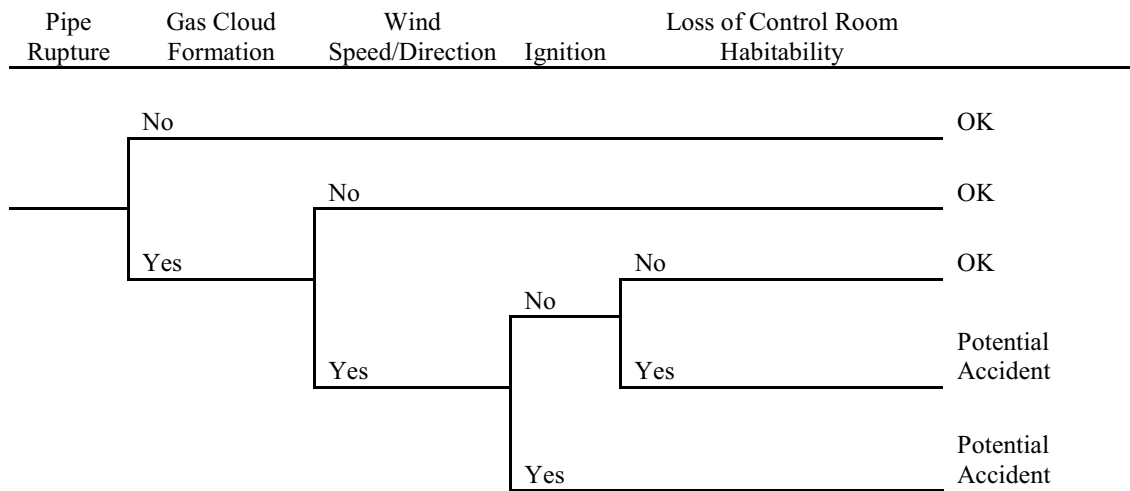 Pipe
Rupture
Gas Cloud
Formation
Wind
Speed/Direction
Ignition
Loss of Control Room
Habitability
No
OK
No
OK
Yes
No
OK
No
Yes
Yes
Potential
Accident
Yes
Potential
Accident